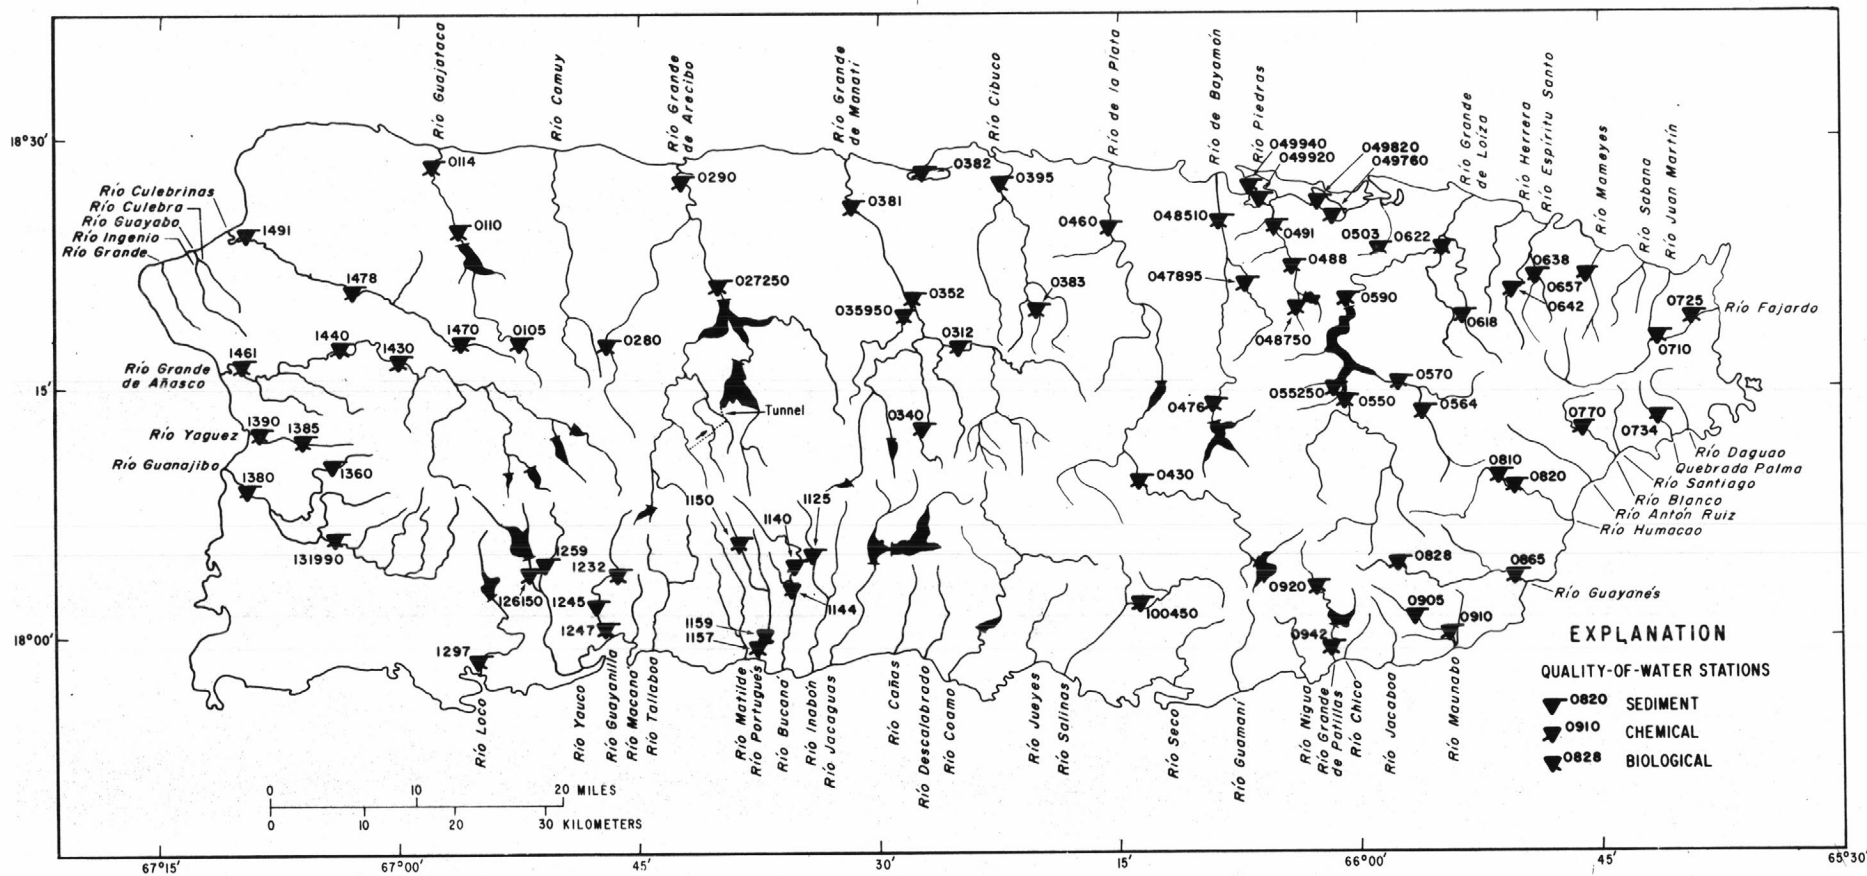 Río Guajataca
Río Camuy
Río Grande
de Arecibo
Río Grande
de Manatí
Río Cibuco
Río de la Plata
Río de Bayamón
Río Piedras
Río Grande
de Loíza
Río Herrera
Río Espíritu Santo
Río Mameyes
Río Sabana
Río Juan Martín
18°30'
0114
0290
0381
0382
0395
0460
048510
049940
049920
049820
049760
0491
0503
0622
0488
Río Culebrinas
Río Culebra
Río Guayabo
Río Ingenio
Río Grande
1491
0110
1478
027250
035950
0352
0383
047895
0590
048750
0618
0638
0657
0642
0725
Río Fajardo
0710
1440
1430
1470
0105
0280
0312
1461
Río Grande
de Añasco
15'
Tunnel
0340
0476
055250
0550
0570
0564
0770
0734
1390
1385
Río Yaguez
Río Guanajibo
1380
1360
0430
0810
0820
Río Daguao
Quebrada Palma
Río Santiago
Río Blanco
Río Antón Ruiz
Río Humacao
1150
1140
1125
131990
1259
1232
126150
1245
1247
1144
1159
1157
100450
0920
0828
0865
0905
0910
0942
Río Guayanés
18°00'
1297
Río Loco
Río Yauco
Río Guayanilla
Río Macana
Río Tallaboa
Río Matilde
Río Portugues
Río Bucana
Río Inabón
Río Jacaguas
Río Cañas
Río Descalabrado
Río Coamo
Río Jueyes
Río Salinas
Río Seco
Río Guamaní
Río Nigua
Río Grande
de Patillas
Río Chico
Río Jacaboa
Río Maunabo
EXPLANATION
QUALITY-OF-WATER STATIONS
0820 SEDIMENT
0910 CHEMICAL
0828 BIOLOGICAL
0 10 20 MILES
0 10 20 30 KILOMETERS
67°15' 67°00' 45' 30' 15' 66°00' 45' 65°30'